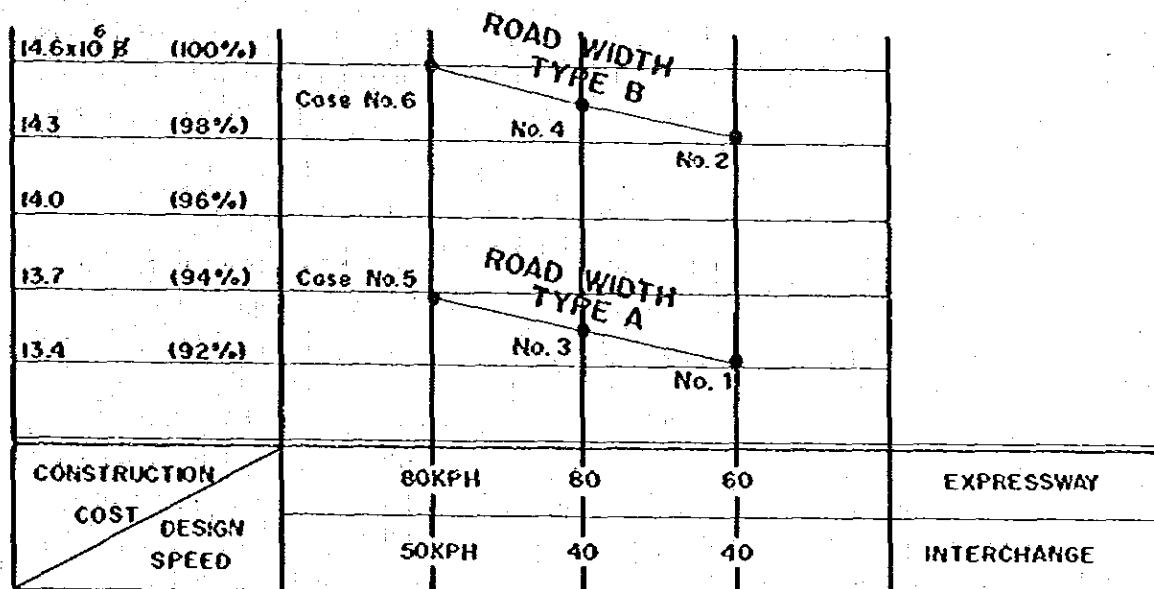 14.6x10⁶ ฿ (100%)
ROAD WIDTH
TYPE B
Case No.6
14.3 (98%)
No.4
No.2
14.0 (96%)
13.7 (94%)
Case No.5
ROAD WIDTH
TYPE A
13.4 (92%)
No.3
No.1
CONSTRUCTION
COST
DESIGN
SPEED
80KPH 80 60 EXPRESSWAY
50KPH 40 40 INTERCHANGE